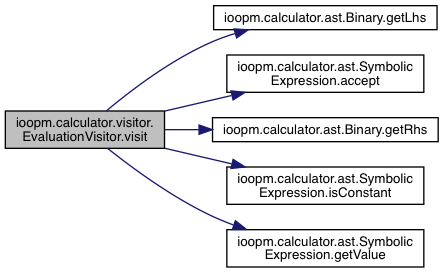 ioopm.calculator.ast.Binary.getLhs
ioopm.calculator.ast.Symbolic
Expression.accept
ioopm.calculator.visitor.
EvaluationVisitor.visit
ioopm.calculator.ast.Binary.getRhs
ioopm.calculator.ast.Symbolic
Expression.isConstant
ioopm.calculator.ast.Symbolic
Expression.getValue